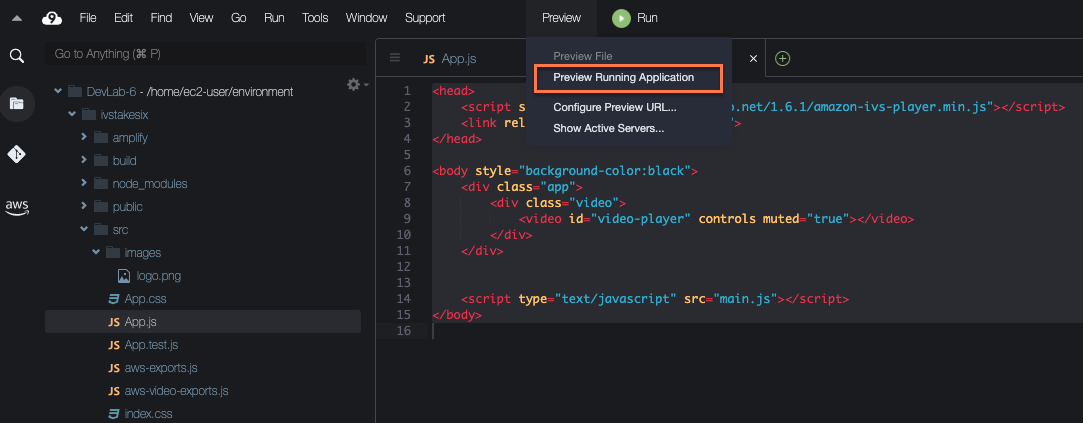 9 File Edit Find View Go Run Tools Window Support Preview Run
Go to Anything (⌘ P)
DevLab-6 - /home/ec2-user/environment
ivstakesix
amplify
build
node_modules
public
src
images
logo.png
JS App.js
App.css
JS App.js
JS App.test.js
JS aws-exports.js
JS aws-video-exports.js
index.css
aws
Preview File
Preview Running Application
Configure Preview URL...
Show Active Servers...
1 <head>
2 <script s .net/1.6.1/amazon-ivs-player.min.js"></script>
3 <link rel ">
4 </head>
5
6 <body style="background-color:black">
7 <div class="app">
8 <div class="video">
9 <video id="video-player" controls muted="true"></video>
10 </div>
11 </div>
12
13
14 <script type="text/javascript" src="main.js"></script>
15 </body>
16